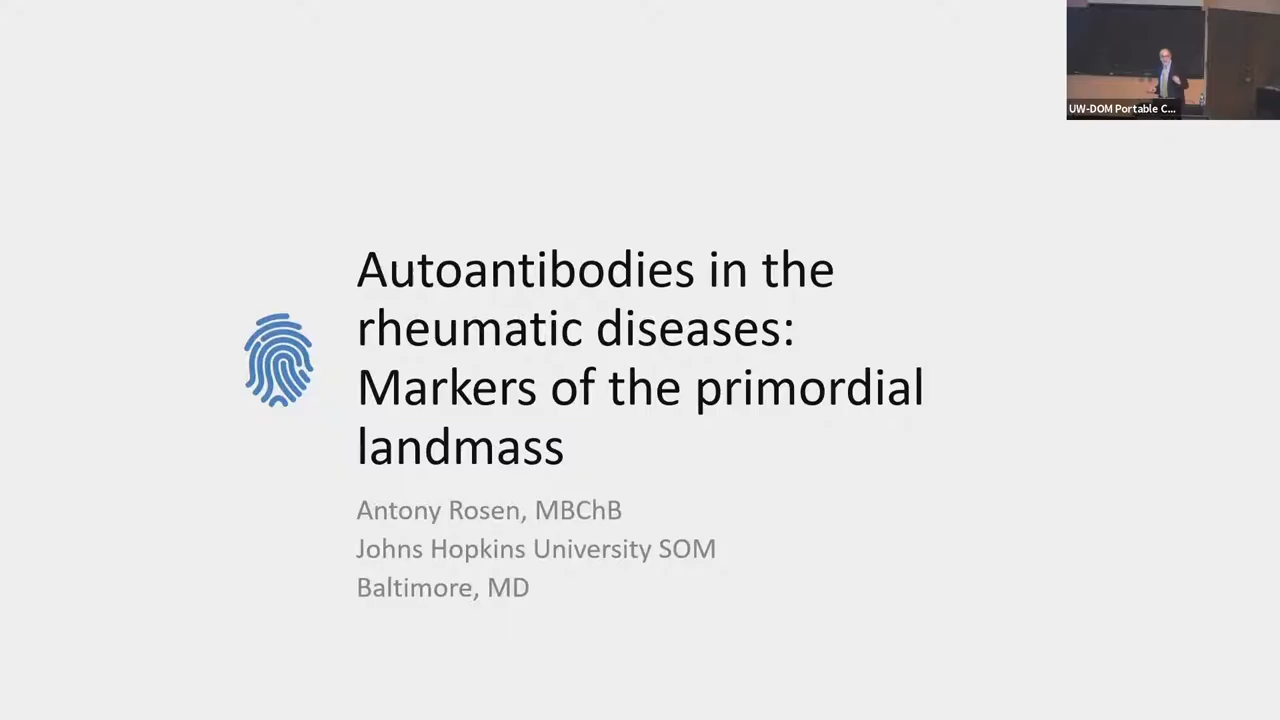 UW-DOM Portable C...
Autoantibodies in the
rheumatic diseases:
Markers of the primordial
landmass
Antony Rosen, MBChB
Johns Hopkins University SOM
Baltimore, MD